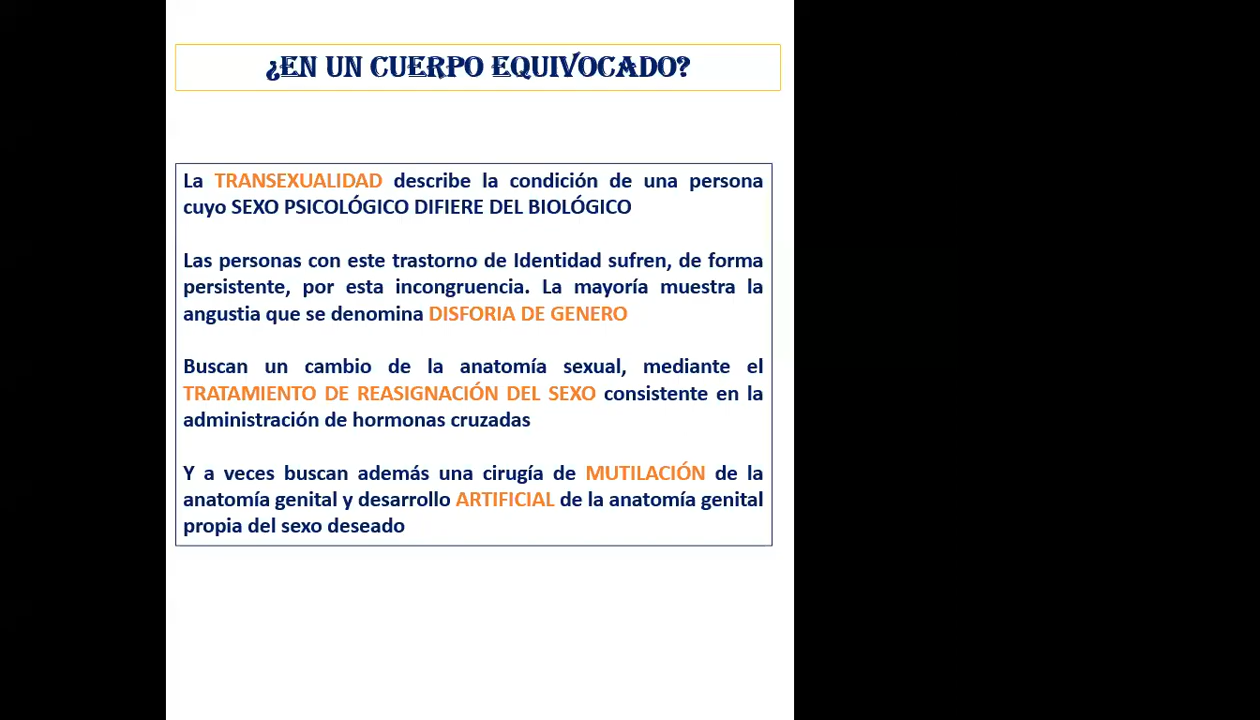 ¿EN UN CUERPO EQUIVOCADO?
La TRANSEXUALIDAD describe la condición de una persona
cuyo SEXO PSICOLÓGICO DIFIERE DEL BIOLÓGICO
Las personas con este trastorno de Identidad sufren, de forma
persistente, por esta incongruencia. La mayoría muestra la
angustia que se denomina DISFORIA DE GENERO
Buscan un cambio de la anatomía sexual, mediante el
TRATAMIENTO DE REASIGNACIÓN DEL SEXO consistente en la
administración de hormonas cruzadas
Y a veces buscan además una cirugía de MUTILACIÓN de la
anatomía genital y desarrollo ARTIFICIAL de la anatomía genital
propia del sexo deseado